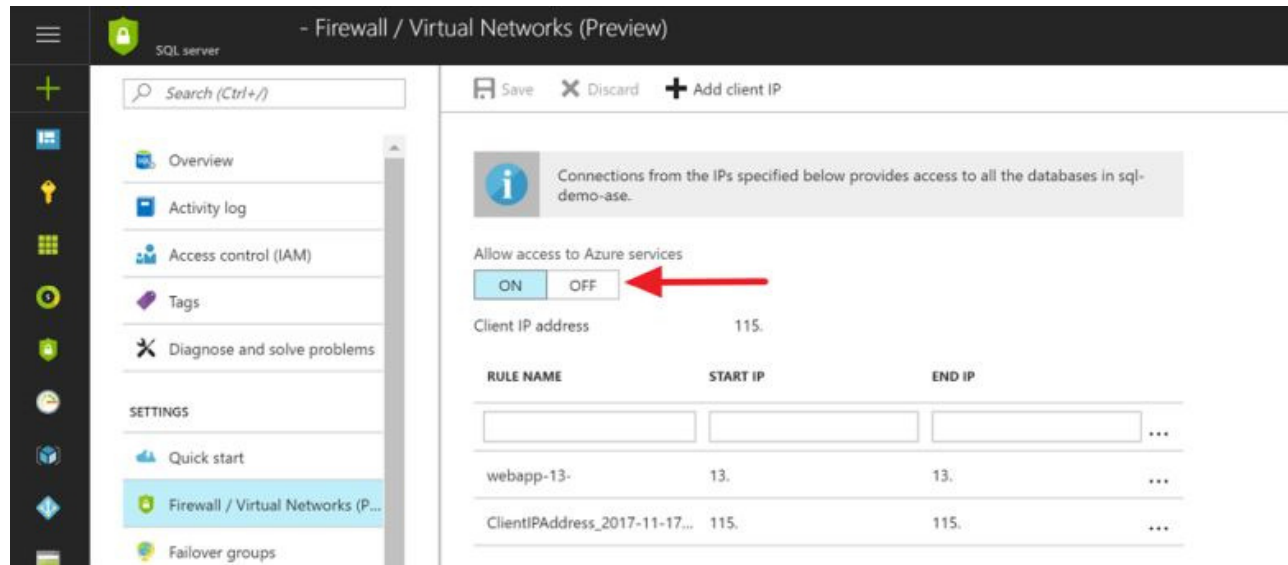 - Firewall / Virtual Networks (Preview)
SQL server
Search (Ctrl+/)
Save Discard Add client IP
Overview
Activity log
Access control (IAM)
Tags
Diagnose and solve problems
SETTINGS
Quick start
Firewall / Virtual Networks (P...
Failover groups
Connections from the IPs specified below provides access to all the databases in sql-
demo-ase.
Allow access to Azure services
ON OFF
Client IP address 115.
RULE NAME START IP END IP
...
webapp-13- 13. 13. ...
ClientIPAddress_2017-11-17... 115. 115. ...